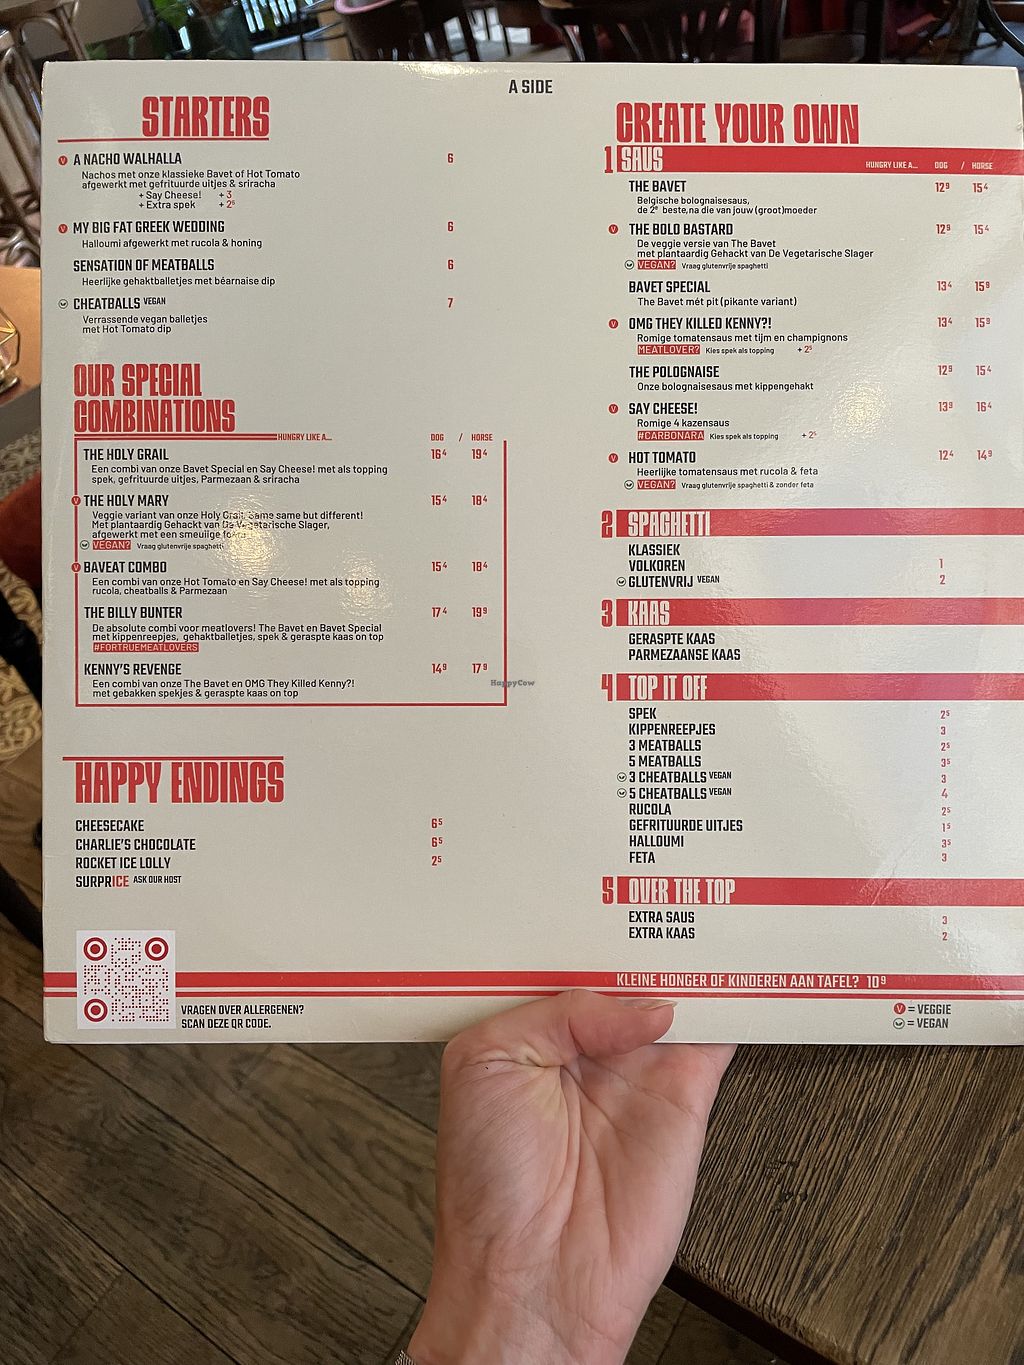 A SIDE
STARTERS
A NACHO WALHALLA 6
Nachos met onze klassieke Bavet of Hot Tomato
afgewerkt met gefrituurde uitjes & sriracha
+ Say Cheese! + 3
+ Extra spek + 2⁵
MY BIG FAT GREEK WEDDING 6
Halloumi afgewerkt met rucola & honing
SENSATION OF MEATBALLS 6
Heerlijke gehaktballetjes met béarnaise dip
CHEATBALLS VEGAN 7
Verrassende vegan balletjes
met Hot Tomato dip
OUR SPECIAL
COMBINATIONS
HUNGRY LIKE A... DOG / HORSE
THE HOLY GRAIL 16⁴ 19⁴
Een combi van onze Bavet Special en Say Cheese! met als topping
spek, gefrituurde uitjes, Parmezaan & sriracha
V THE HOLY MARY 15⁴ 18⁴
Veggie variant van onze Holy Grail. Same same but different!
Met plantaardig Gehackt van De Vegetarische Slager,
afgewerkt met een smeuïge
VEGAN? Vraag glutenvrije spaghetti
V BAVEAT COMBO 15⁴ 18⁴
Een combi van onze Hot Tomato en Say Cheese! met als topping
rucola, cheatballs & Parmezaan
THE BILLY BUNTER 17⁴ 19⁹
De absolute combi voor meatlovers! The Bavet en Bavet Special
met kippenreepjes, gehaktballetjes, spek & geraspte kaas on top
#FORTRUEMEATLOVERS
KENNY'S REVENGE 14⁹ 17⁹
Een combi van onze The Bavet en OMG They Killed Kenny?!
met gebakken spekjes & geraspte kaas on top
HappyCow
HAPPY ENDINGS
CHEESECAKE 6⁵
CHARLIE'S CHOCOLATE 6⁵
ROCKET ICE LOLLY 2⁵
SURPRICE ASK OUR HOST
VRAGEN OVER ALLERGENEN?
SCAN DEZE QR CODE.
CREATE YOUR OWN
1 SAUS HUNGRY LIKE A... DOG / HORSE
THE BAVET 12⁹ 15⁴
Belgische bolognaisesaus,
de 2ᵉ beste,na die van jouw (groot)moeder
V THE BOLO BASTARD 12⁹ 15⁴
De veggie versie van The Bavet
met plantaardig Gehackt van De Vegetarische Slager
VEGAN? Vraag glutenvrije spaghetti
BAVET SPECIAL 13⁴ 15⁹
The Bavet mét pit (pikante variant)
V OMG THEY KILLED KENNY?! 13⁴ 15⁹
Romige tomatensaus met tijm en champignons
MEATLOVER? Kies spek als topping + 2⁵
THE POLOGNAISE 12⁹ 15⁴
Onze bolognaisesaus met kippengehakt
V SAY CHEESE! 13⁹ 16⁴
Romige 4 kazensaus
#CARBONARA Kies spek als topping + 2⁵
V HOT TOMATO 12⁴ 14⁹
Heerlijke tomatensaus met rucola & feta
VEGAN? Vraag glutenvrije spaghetti & zonder feta
2 SPAGHETTI
KLASSIEK
VOLKOREN 1
GLUTENVRIJ VEGAN 2
3 KAAS
GERASPTE KAAS
PARMEZAANSE KAAS
4 TOP IT OFF
SPEK 2⁵
KIPPENREEPJES 3
3 MEATBALLS 2⁵
5 MEATBALLS 3⁵
3 CHEATBALLS VEGAN 3
5 CHEATBALLS VEGAN 4
RUCOLA 2⁵
GEFRITUURDE UITJES 1⁵
HALLOUMI 3⁵
FETA 3
5 OVER THE TOP
EXTRA SAUS 3
EXTRA KAAS 2
KLEINE HONGER OF KINDEREN AAN TAFEL? 10⁹
V = VEGGIE
= VEGAN